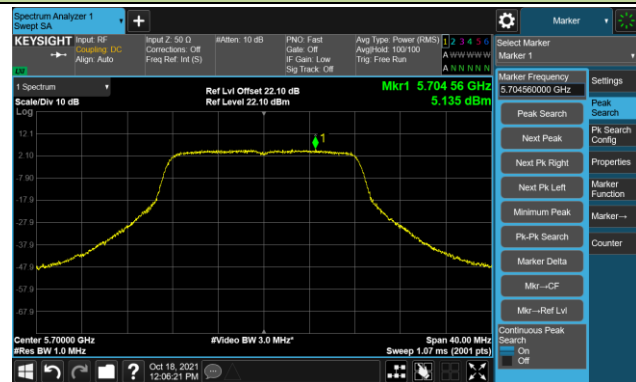 Spectrum Analyzer 1
Swept SA
Marker
KEYSIGHT
Input: RF
Coupling: DC
Align: Auto
Input Z: 50 Ω
Corrections: Off
Freq Ref: Int (S)
#Atten: 10 dB
PNO: Fast
Gate: Off
IF Gain: Low
Sig Track: Off
Avg Type: Power (RMS)
Avg|Hold: 100/100
Trig: Free Run
1 2 3 4 5 6
A W W W W W
A N N N N N
LW
Select Marker
Marker 1
1 Spectrum
Scale/Div 10 dB
Log
Ref Lvl Offset 22.10 dB
Ref Level 22.10 dBm
Mkr1 5.704 56 GHz
5.135 dBm
Marker Frequency
5.704560000 GHz
Peak Search
Next Peak
Next Pk Right
Next Pk Left
Minimum Peak
Pk-Pk Search
Marker Delta
Mkr→CF
Mkr→Ref Lvl
Continuous Peak
Search
On
Off
Settings
Peak
Search
Pk Search
Config
Properties
Marker
Function
Marker→
Counter
12.1
2.10
-7.90
-17.9
-27.9
-37.9
-47.9
-57.9
-67.9
1
Center 5.70000 GHz
#Res BW 1.0 MHz
#Video BW 3.0 MHz*
Span 40.00 MHz
Sweep 1.07 ms (2001 pts)
?
Oct 18, 2021
12:06:21 PM